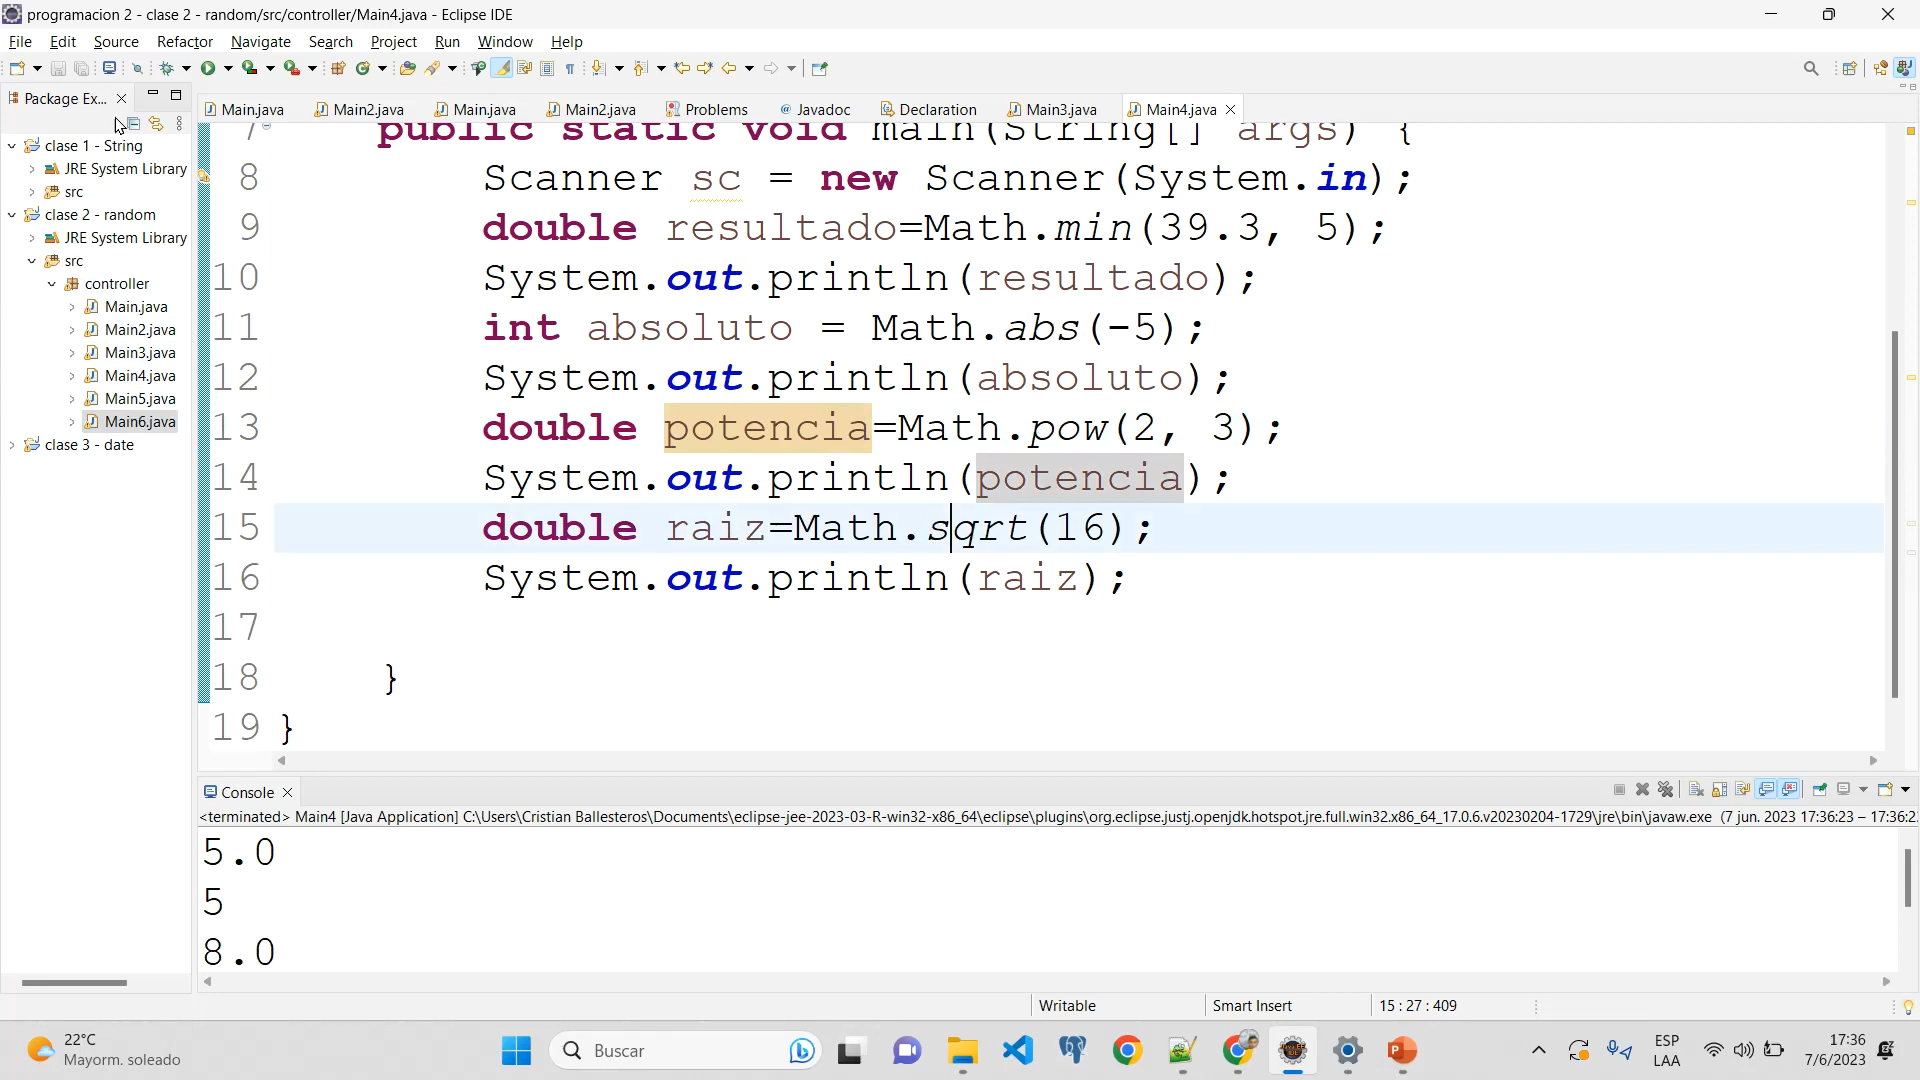 programacion 2 - clase 2 - random/src/controller/Main4.java - Eclipse IDE
File Edit Source Refactor Navigate Search Project Run Window Help
Package Ex...
Main.java Main2.java Main.java Main2.java Problems Javadoc Declaration Main3.java Main4.java
clase 1 - String
JRE System Library
src
clase 2 - random
JRE System Library
src
controller
Main.java
Main2.java
Main3.java
Main4.java
Main5.java
Main6.java
clase 3 - date
7 public static void main(String[] args) {
8 Scanner sc = new Scanner(System.in);
9 double resultado=Math.min(39.3, 5);
10 System.out.println(resultado);
11 int absoluto = Math.abs(-5);
12 System.out.println(absoluto);
13 double potencia=Math.pow(2, 3);
14 System.out.println(potencia);
15 double raiz=Math.sqrt(16);
16 System.out.println(raiz);
17
18 }
19 }
Console
<terminated> Main4 [Java Application] C:\Users\Cristian Ballesteros\Documents\eclipse-jee-2023-03-R-win32-x86_64\eclipse\plugins\org.eclipse.justj.openjdk.hotspot.jre.full.win32.x86_64_17.0.6.v20230204-1729\jre\bin\javaw.exe (7 jun. 2023 17:36:23 – 17:36:2
5.0
5
8.0
Writable Smart Insert 15 : 27 : 409
22°C
Mayorm. soleado
Buscar
ESP
LAA
17:36
7/6/2023